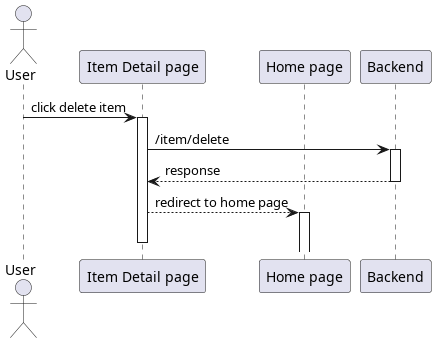 User
Item Detail page
Home page
Backend
click delete item
/item/delete
response
redirect to home page
User
Item Detail page
Home page
Backend